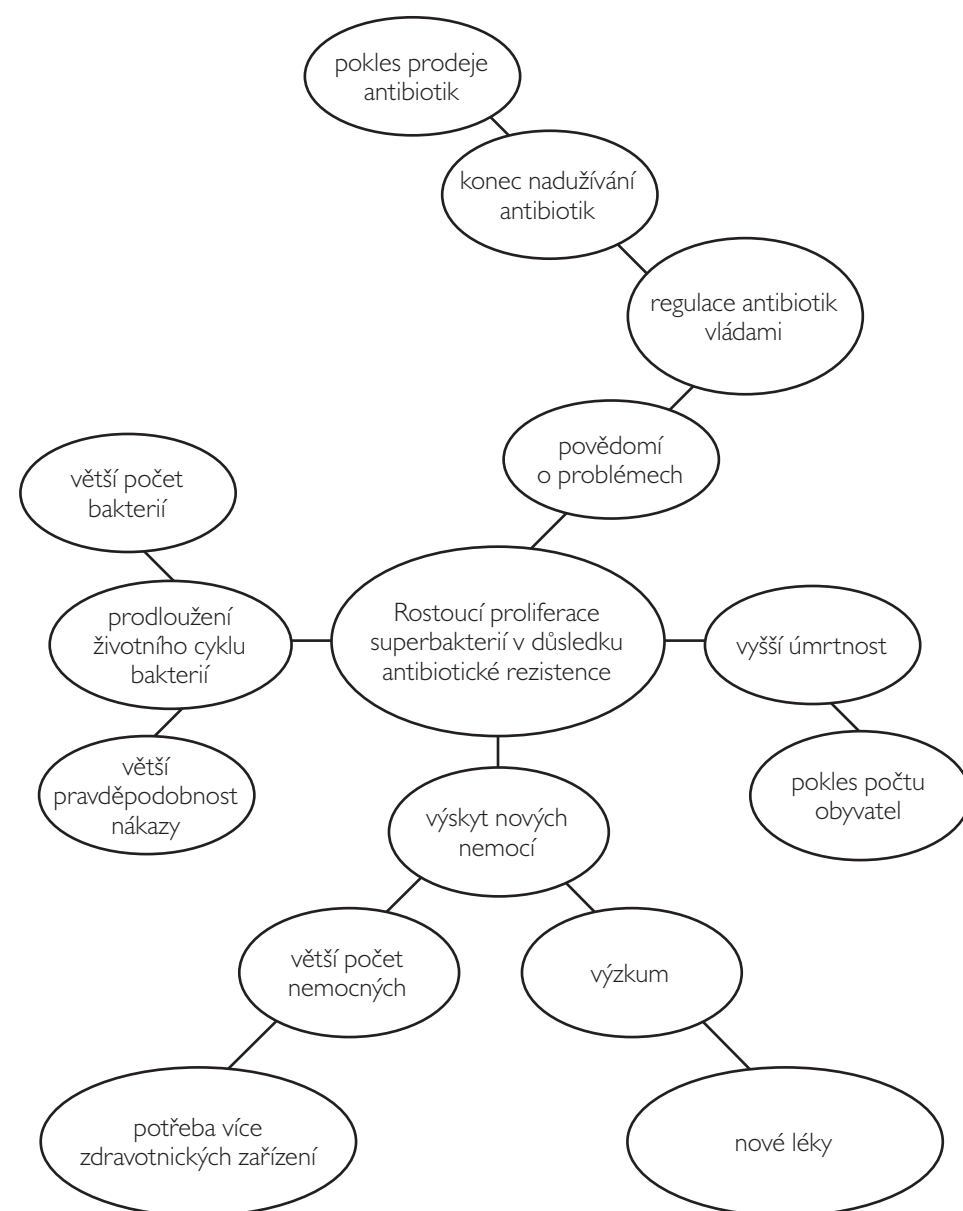 pokles prodeje
antibiotik
konec nadužívání
antibiotik
regulace antibiotik
vládami
povědomí
o problémech
větší počet
bakterií
prodloužení
životního cyklu
bakterií
Rostoucí proliferace
superbakterií v důsledku
antibiotické rezistence
vyšší úmrtnost
větší
pravděpodobnost
nákazy
pokles počtu
obyvatel
výskyt nových
nemocí
větší počet
nemocných
výzkum
potřeba více
zdravotnických zařízení
nové léky